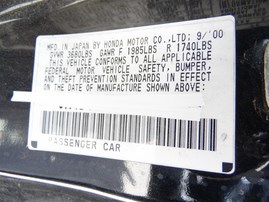 MFD. IN JAPAN BY HONDA MOTOR CO.,LTD: 9/'00
GVWR 3680LBS GAWR F 1985LBS R 1740LBS
THIS VEHICLE CONFORMS TO ALL APPLICABLE
FEDERAL MOTOR VEHICLE SAFETY, BUMPER,
AND THEFT PREVENTION STANDARDS IN EFFECT
ON THE DATE OF MANUFACTURE SHOWN ABOVE.
PASSENGER CAR